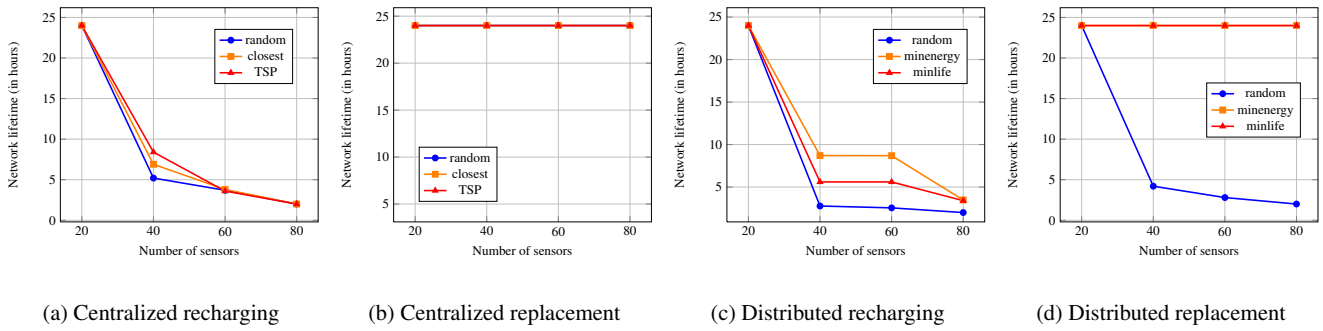 Network lifetime (in hours)
25
20
15
10
5
0
random
closest
TSP
20 40 60 80
Number of sensors
(a) Centralized recharging
Network lifetime (in hours)
25
20
15
10
5
random
closest
TSP
20 40 60 80
Number of sensors
(b) Centralized replacement
Network lifetime (in hours)
25
20
15
10
5
random
minenergy
minlife
20 40 60 80
Number of sensors
(c) Distributed recharging
Network lifetime (in hours)
25
20
15
10
5
0
random
minenergy
minlife
20 40 60 80
Number of sensors
(d) Distributed replacement